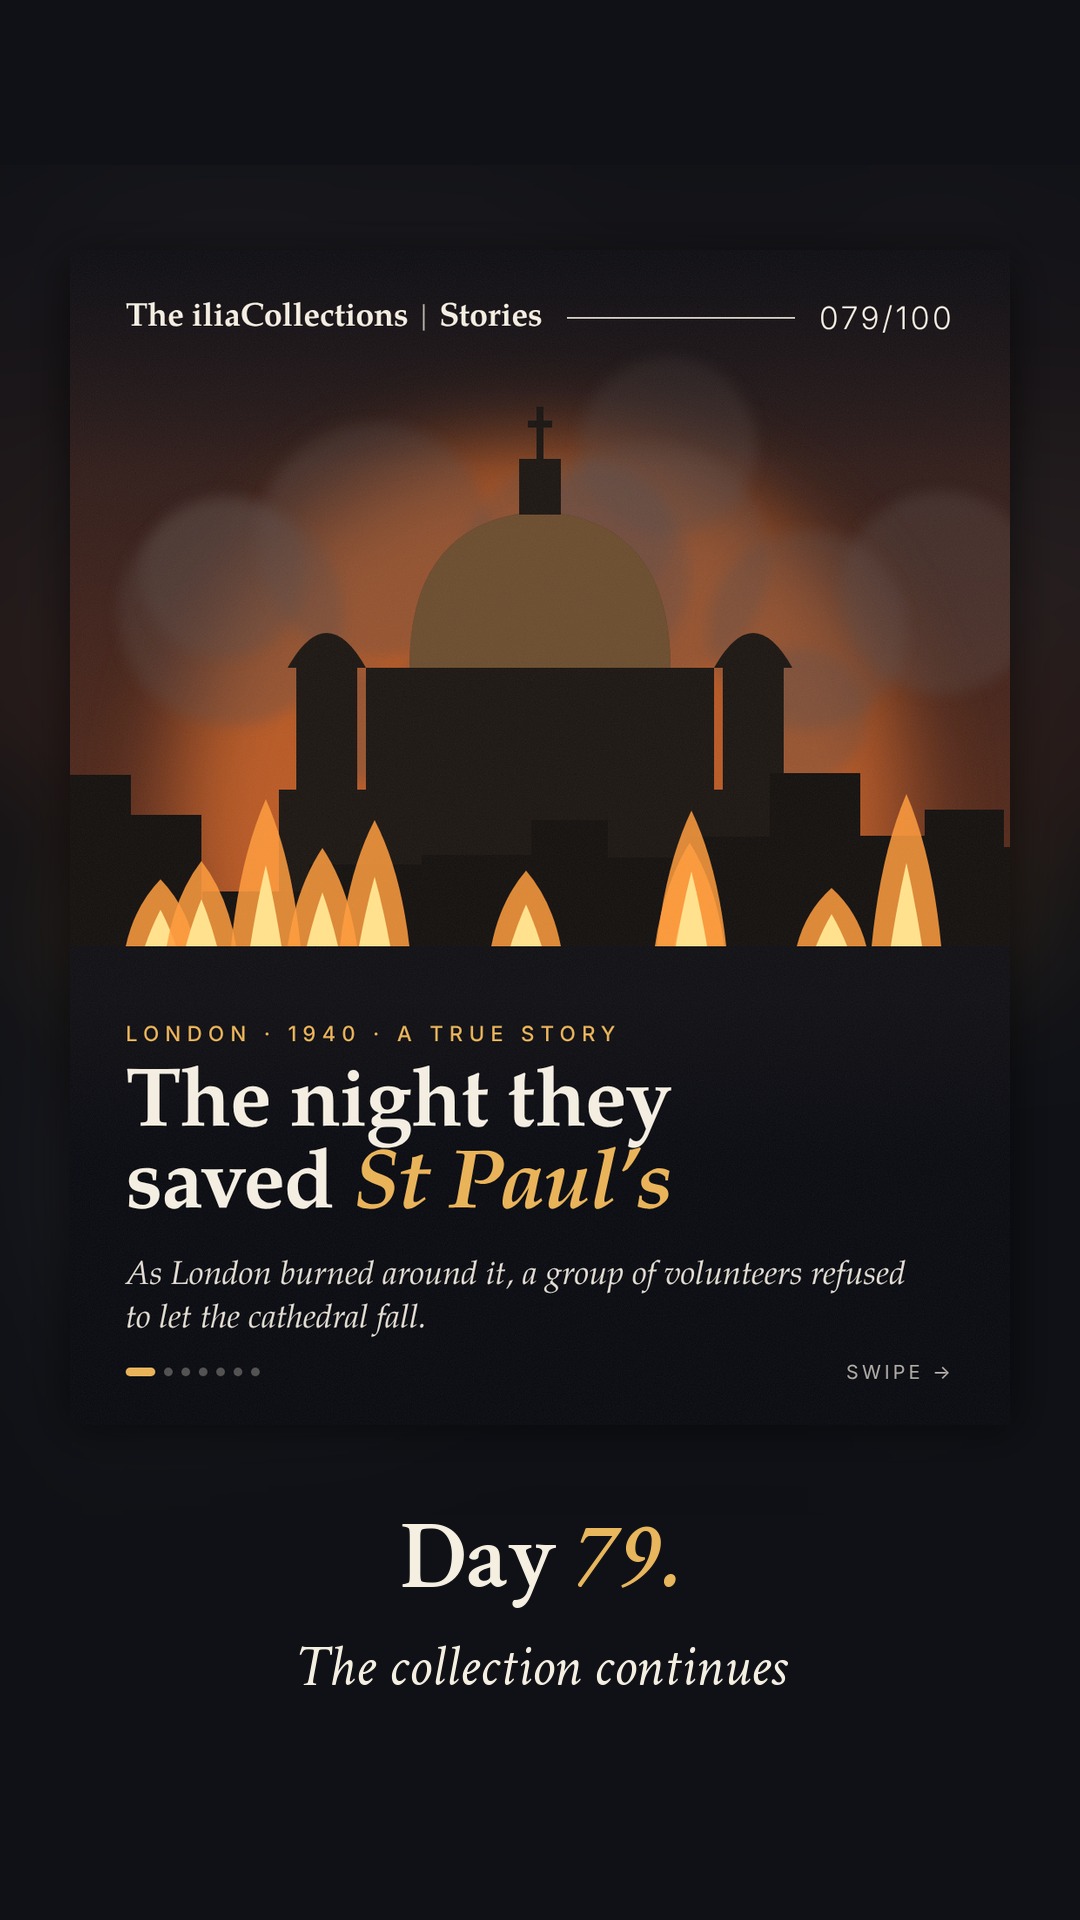 The iliaCollections | Stories 079/100
LONDON · 1940 · A TRUE STORY
The night they
saved St Paul’s
As London burned around it, a group of volunteers refused
to let the cathedral fall.
SWIPE →
Day 79.
The collection continues